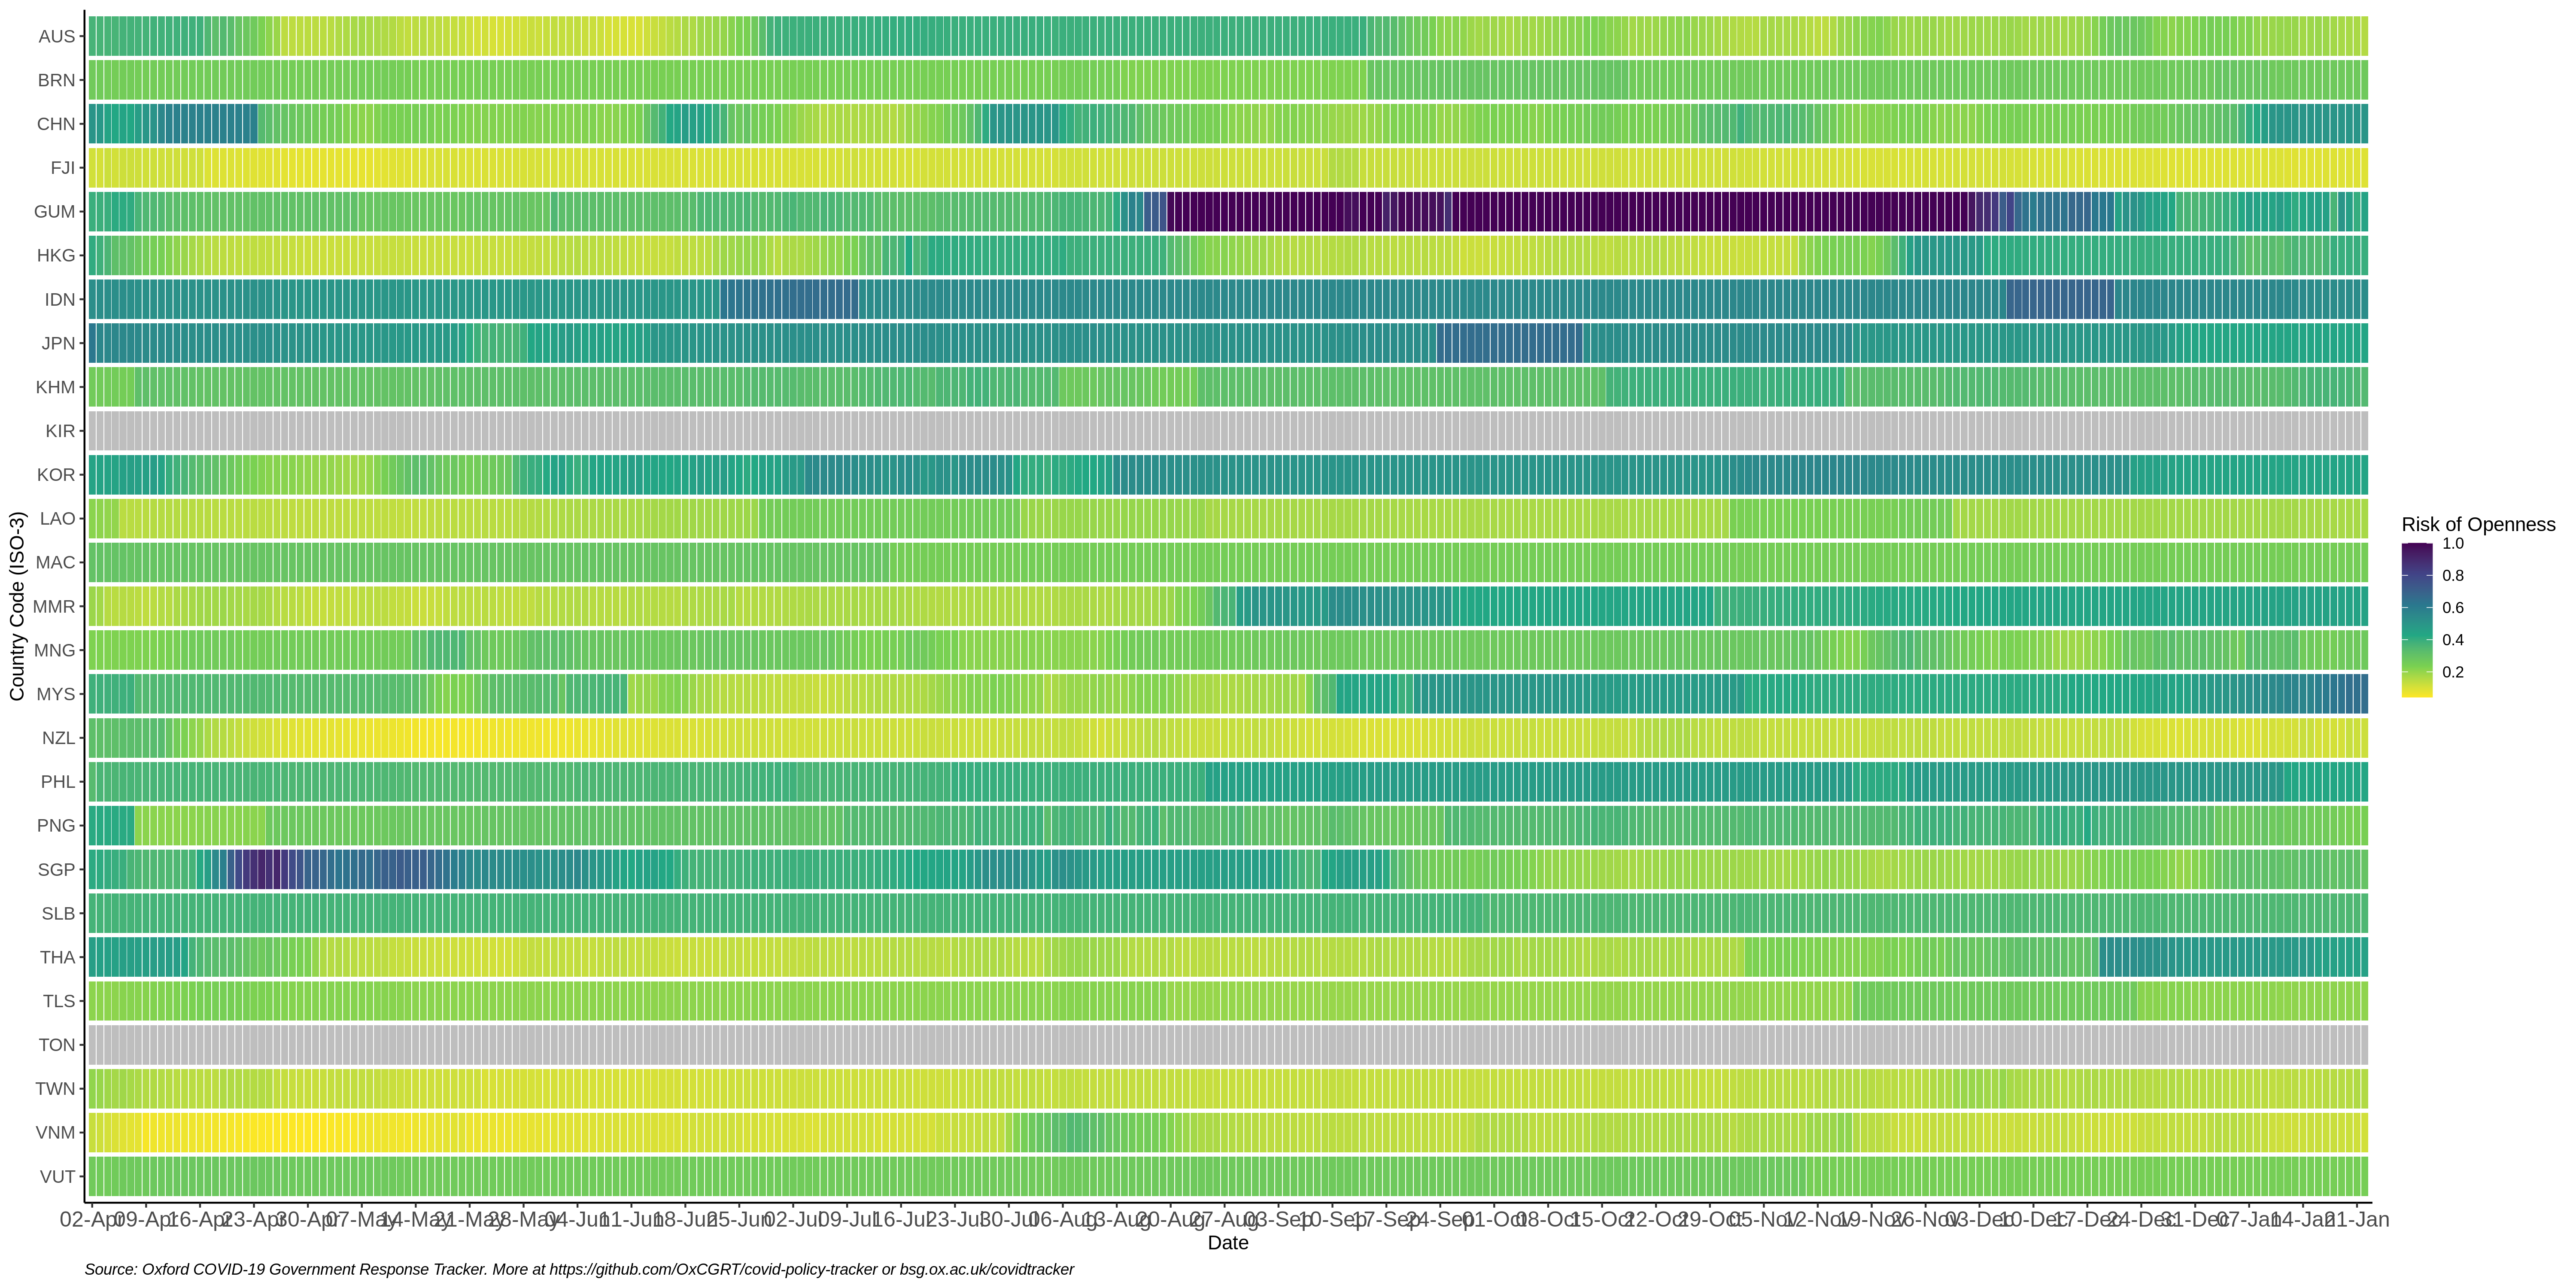 AUS
BRN
CHN
FJI
GUM
HKG
IDN
JPN
KHM
KIR
KOR
LAO
MAC
MMR
MNG
MYS
NZL
PHL
PNG
SGP
SLB
THA
TLS
TON
TWN
VNM
VUT
Country Code (ISO-3)
02-Apr 09-Apr 16-Apr 23-Apr 30-Apr 07-May 14-May 21-May 28-May 04-Jun 11-Jun 18-Jun 25-Jun 02-Jul 09-Jul 16-Jul 23-Jul 30-Jul 06-Aug 13-Aug 20-Aug 27-Aug 03-Sep 10-Sep 17-Sep 24-Sep 01-Oct 08-Oct 15-Oct 22-Oct 29-Oct 05-Nov 12-Nov 19-Nov 26-Nov 03-Dec 10-Dec 17-Dec 24-Dec 31-Dec 07-Jan 14-Jan 21-Jan
Date
Risk of Openness
1.0
0.8
0.6
0.4
0.2
Source: Oxford COVID-19 Government Response Tracker. More at https://github.com/OxCGRT/covid-policy-tracker or bsg.ox.ac.uk/covidtracker